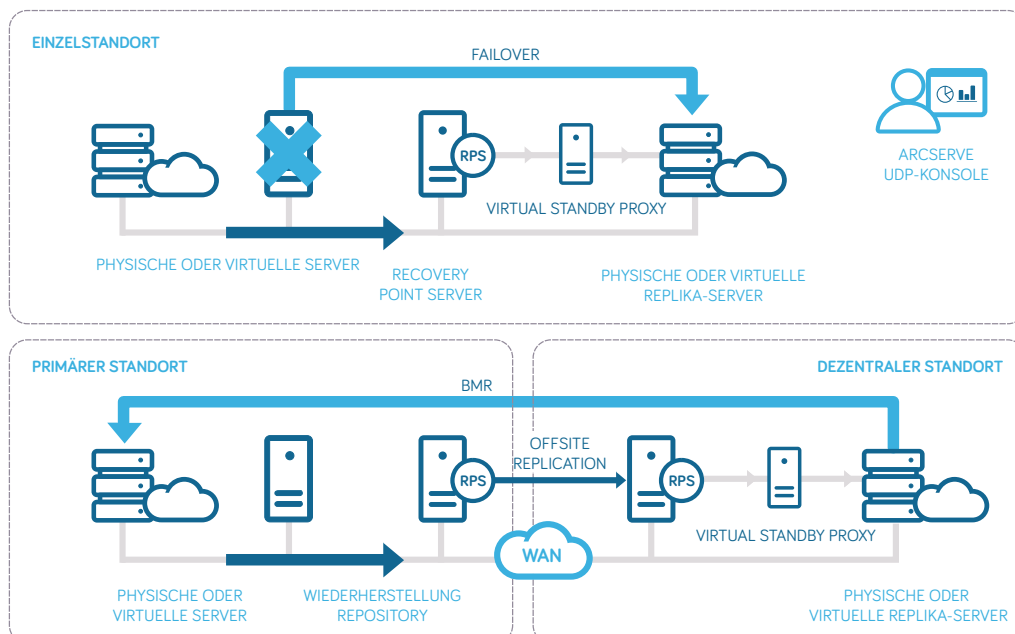 EINZELSTANDORT
FAILOVER
RPS
ARCSERVE
UDP-KONSOLE
VIRTUAL STANDBY PROXY
PHYSISCHE ODER VIRTUELLE SERVER
RECOVERY
POINT SERVER
PHYSISCHE ODER VIRTUELLE
REPLIKA-SERVER
PRIMÄRER STANDORT
DEZENTRALER STANDORT
BMR
OFFSITE
REPLICATION
RPS
RPS
VIRTUAL STANDBY PROXY
WAN
PHYSISCHE ODER
VIRTUELLE SERVER
WIEDERHERSTELLUNG
REPOSITORY
PHYSISCHE ODER
VIRTUELLE REPLIKA-SERVER